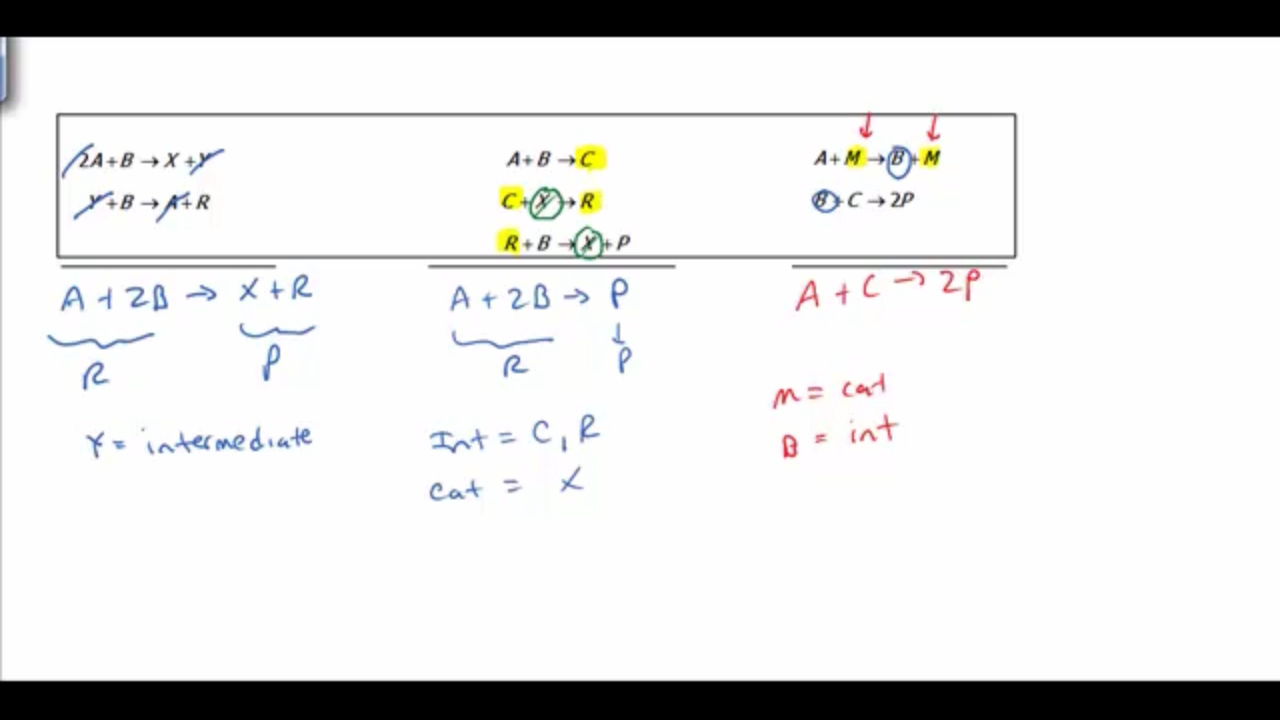 2A+B → X+Y
Y+B → A+R
A+B → C
C+X → R
R+B → X+P
A+M → B+M
B+C → 2P
A + 2B → X + R
R
P
Y = intermediate
A + 2B → P
R
↓
P
Int = C, R
cat = X
A + C → 2P
M = cat
B = int